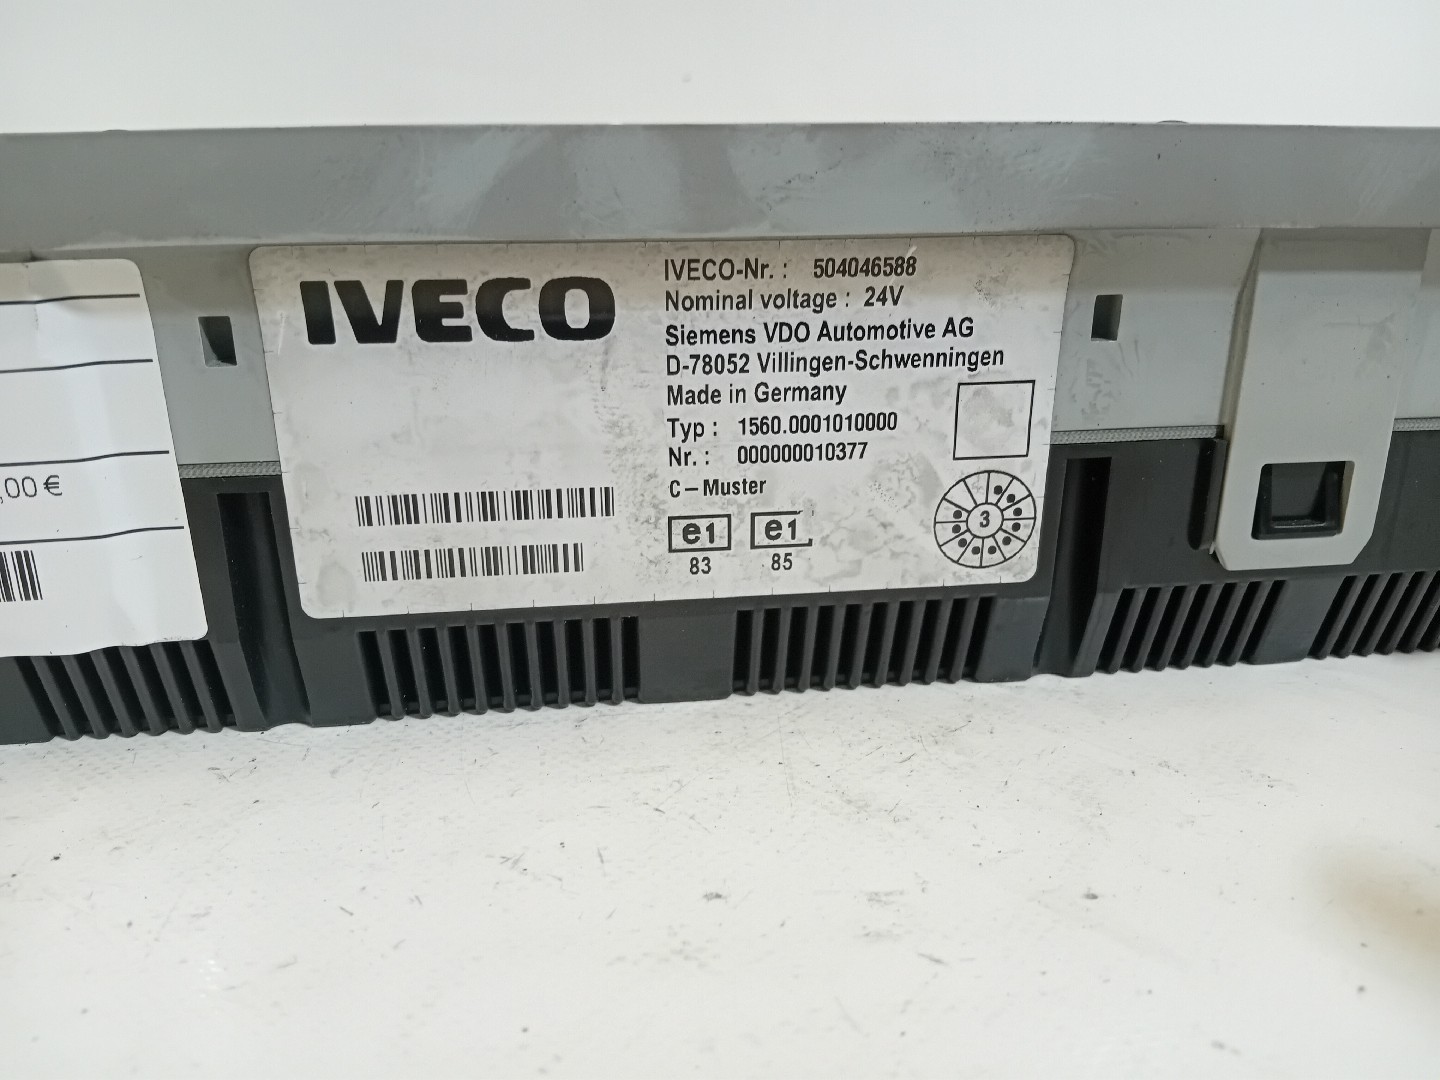 IVECO
IVECO-Nr. : 504046588
Nominal voltage : 24V
Siemens VDO Automotive AG
D-78052 Villingen-Schwenningen
Made in Germany
Typ : 1560.0001010000
Nr. : 000000010377
C-Muster
e1 e1
83 85
3
,00€